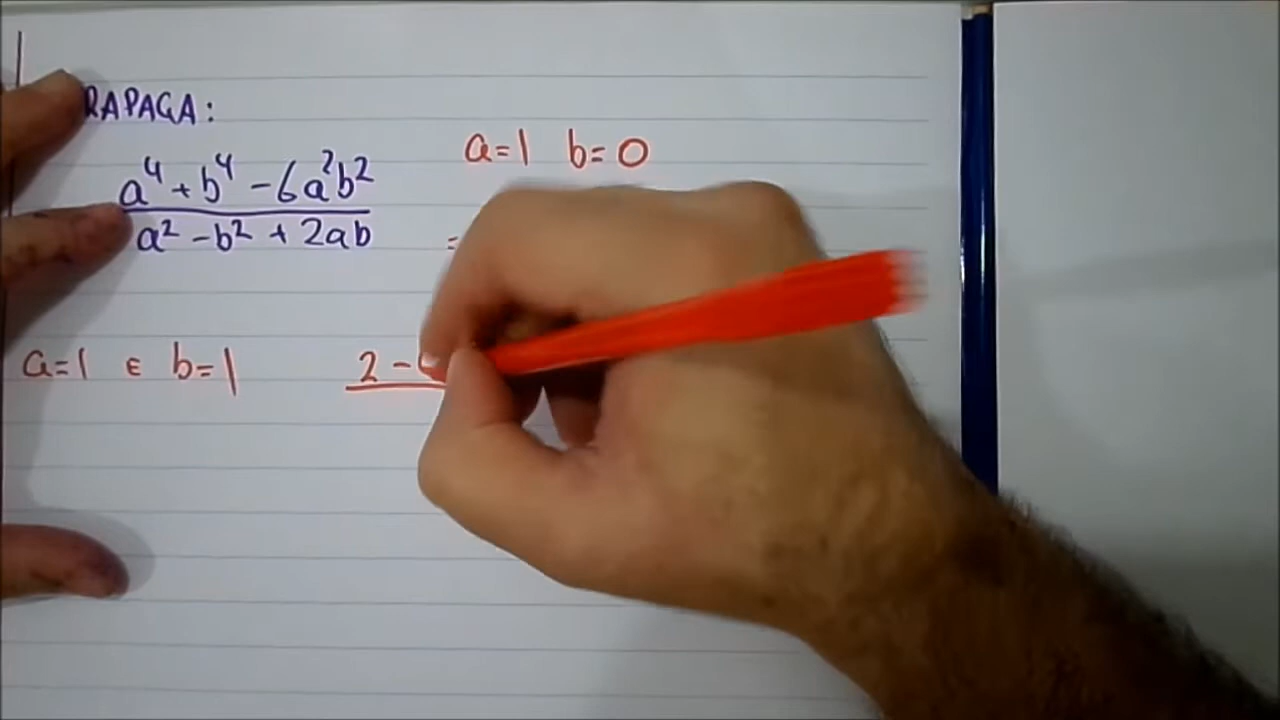 RAPAGA:
a=1 b=0
a⁴ + b⁴ - 6a²b²
a² - b² + 2ab
=
a=1 ε b=1
2 -